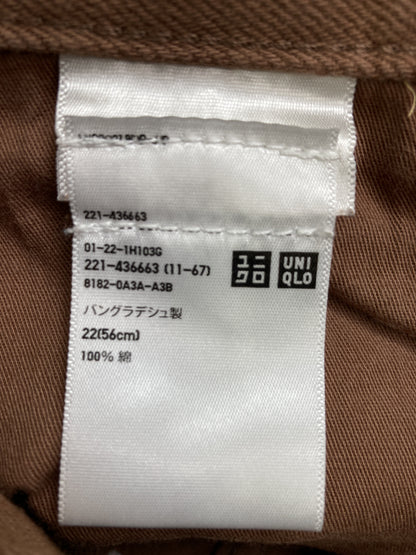 221-436663
01-22-1H103G
221-436663 (11-67)
8182-0A3A-A3B
ユニクロ
UNIQLO
バングラデシュ製
22(56cm)
100% 綿